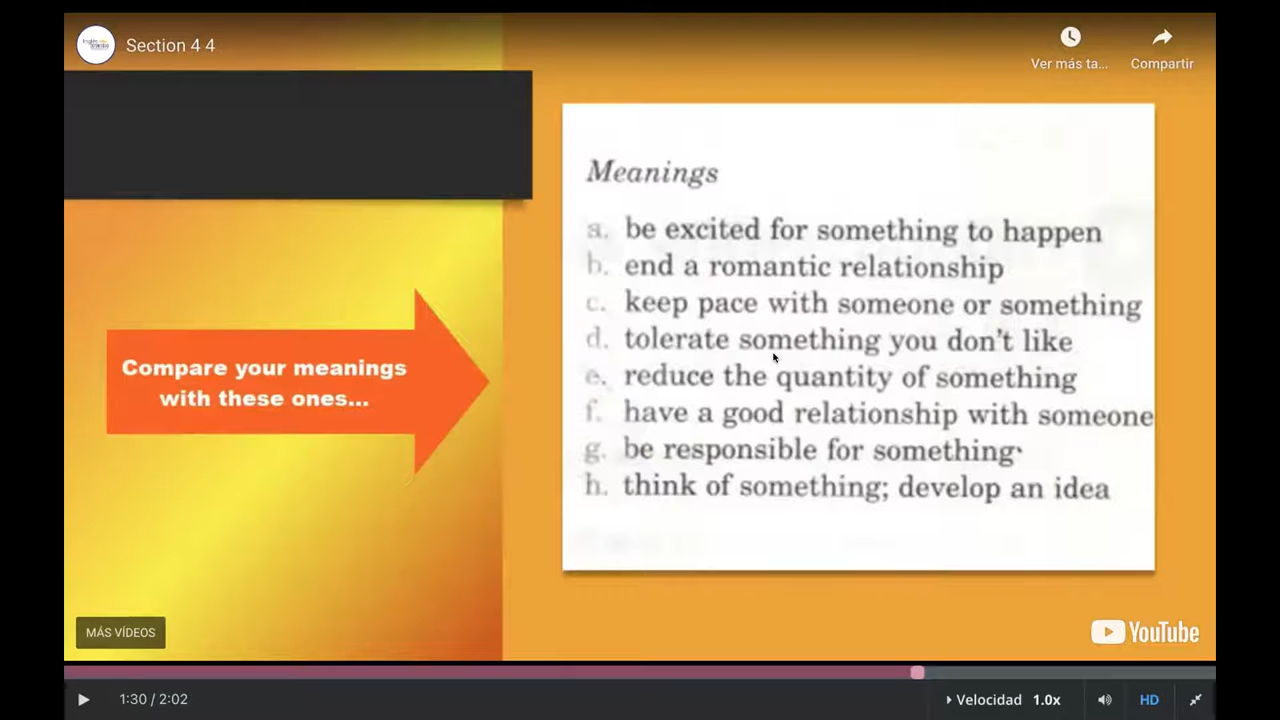 Section 4 4
Ver más ta...
Compartir
Meanings
a. be excited for something to happen
b. end a romantic relationship
c. keep pace with someone or something
d. tolerate something you don't like
e. reduce the quantity of something
f. have a good relationship with someone
g. be responsible for something
h. think of something; develop an idea
Compare your meanings
with these ones...
MÁS VÍDEOS
YouTube
1:30 / 2:02
Velocidad 1.0x
HD